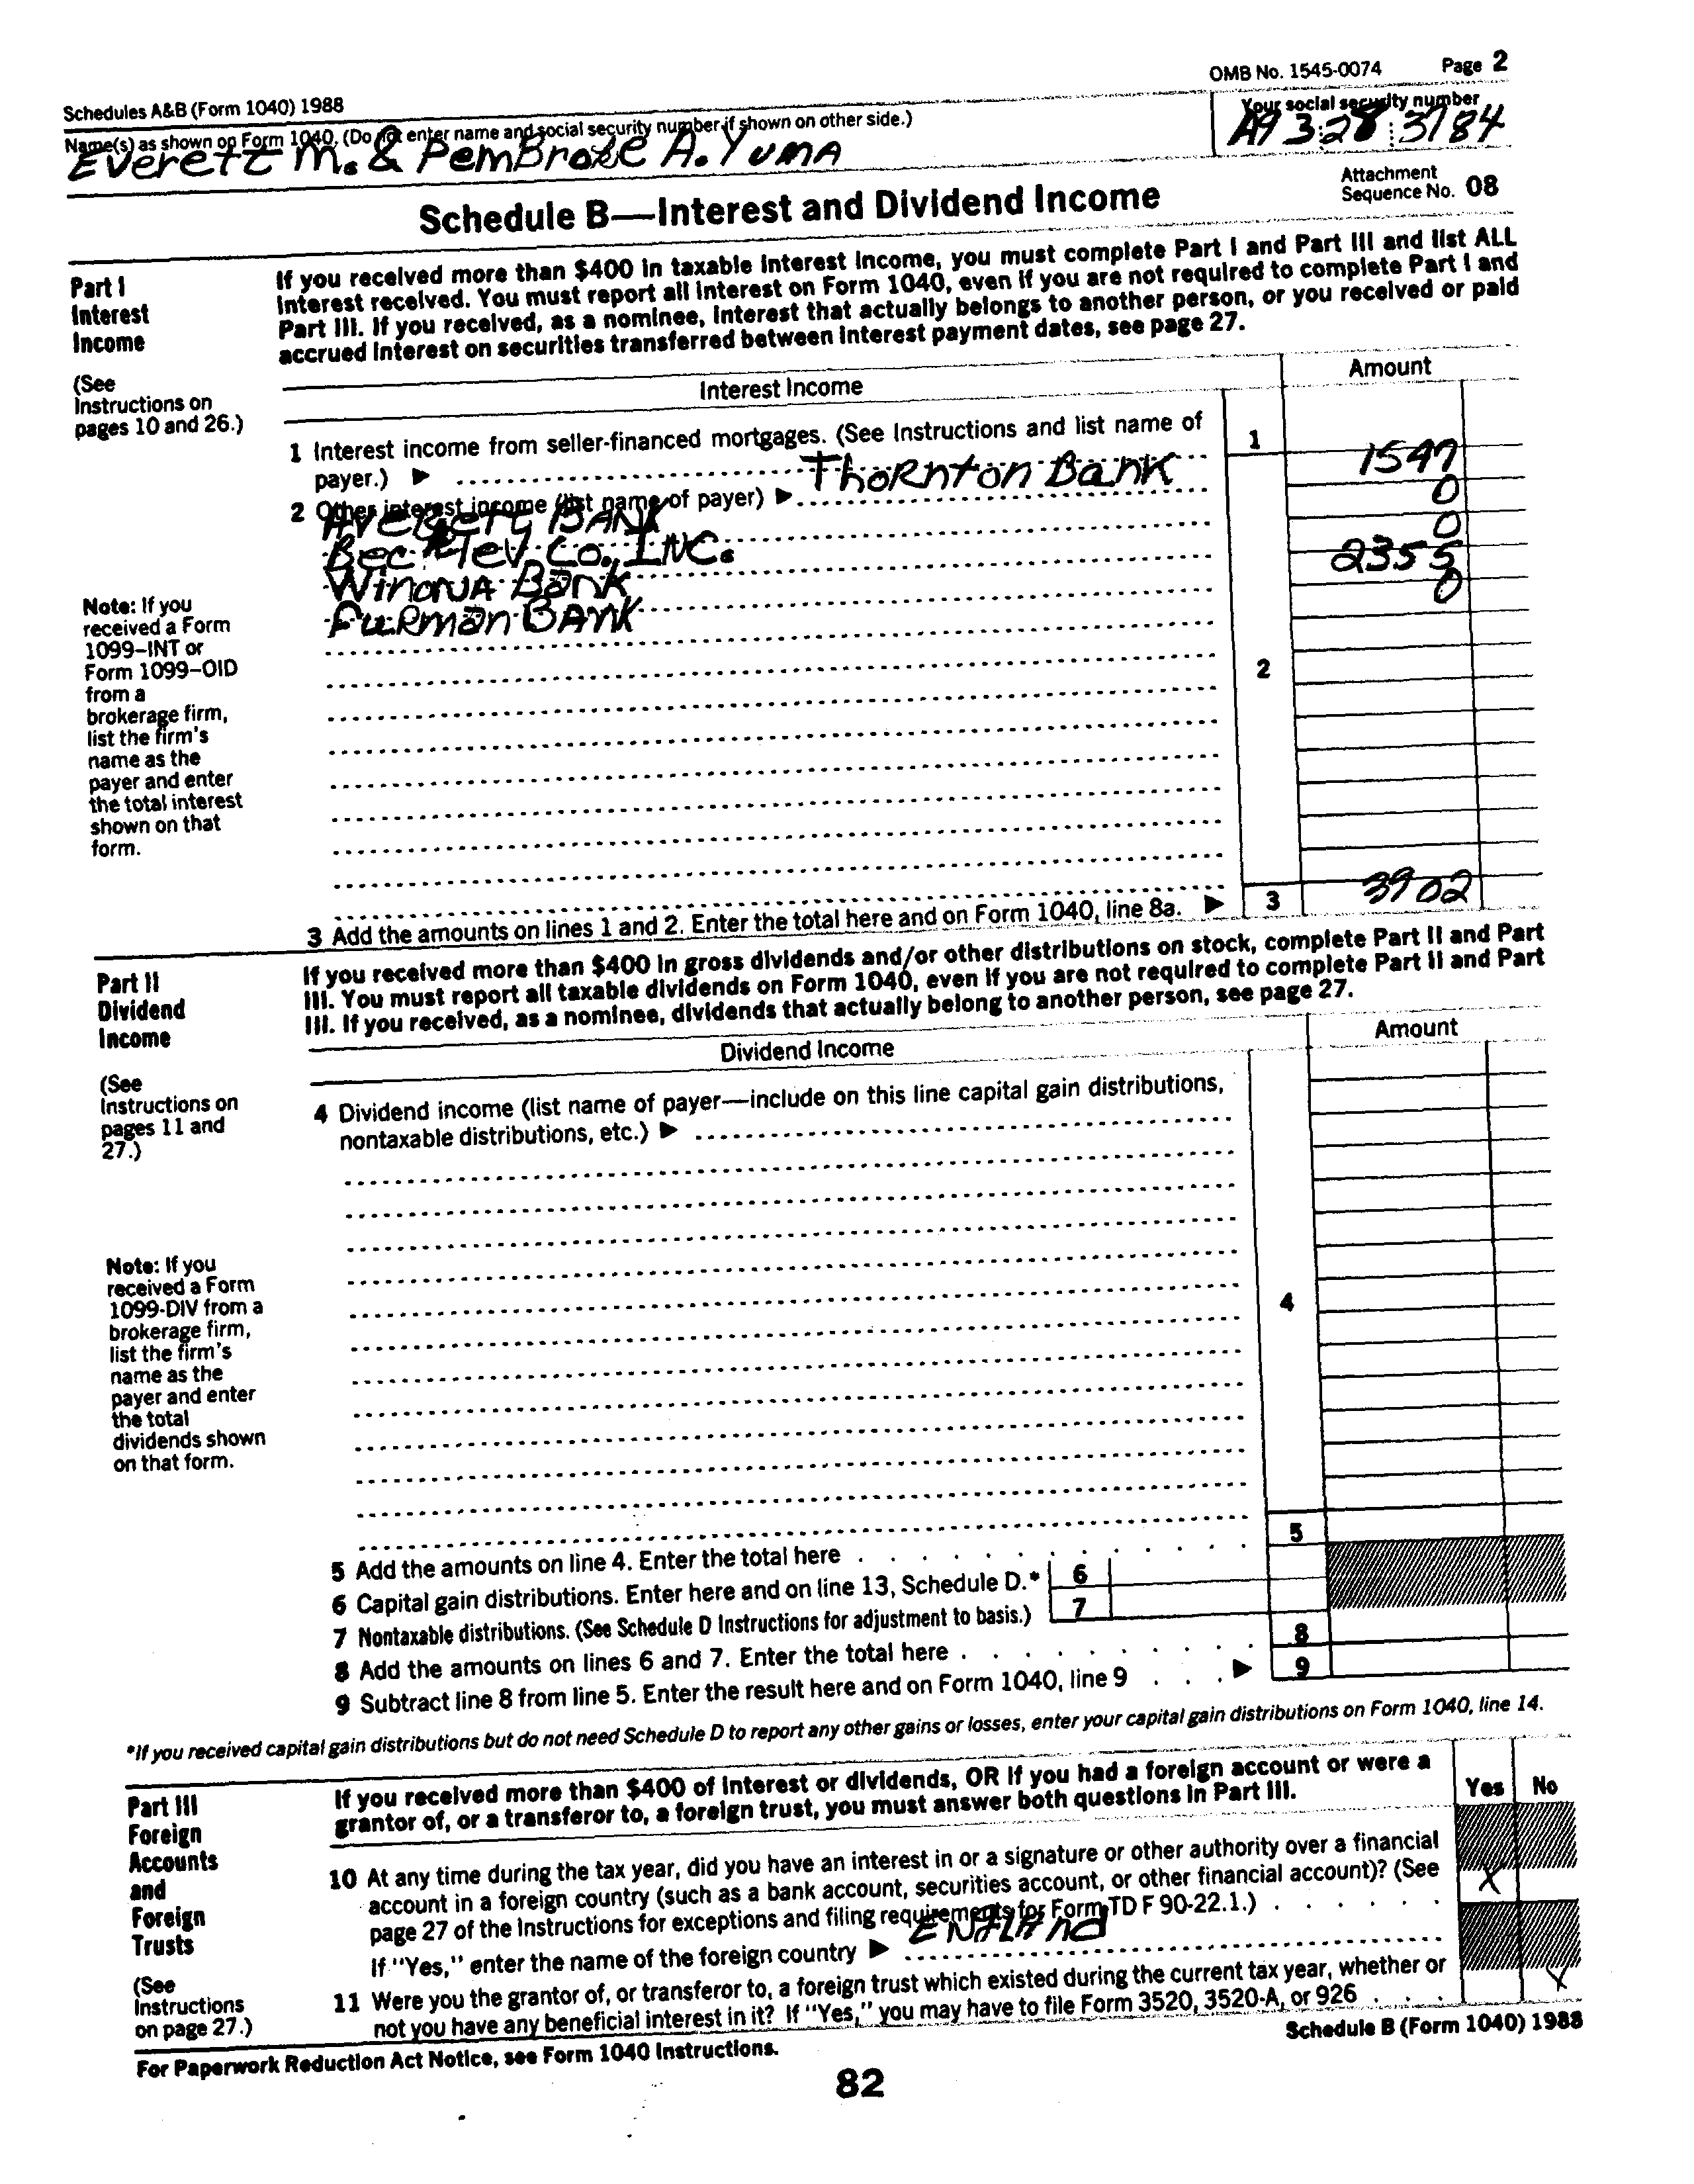 OMB No. 1545-0074 Page 2
Schedules A&B (Form 1040) 1988
Name(s) as shown on Form 1040. (Do not enter name and social security number if shown on other side.)
Your social security number
Everett M. & Pembroke A. Yuma
A9 3:28:3784
Attachment
Sequence No. 08
Schedule B—Interest and Dividend Income
Part I
Interest
Income
(See
Instructions on
pages 10 and 26.)
If you received more than $400 in taxable interest income, you must complete Part I and Part III and list ALL
interest received. You must report all interest on Form 1040, even if you are not required to complete Part I and
Part III. If you received, as a nominee, interest that actually belongs to another person, or you received or paid
accrued interest on securities transferred between interest payment dates, see page 27.
Interest Income
Amount
1 Interest income from seller-financed mortgages. (See Instructions and list name of
payer.) ▶ Thornton Bank
1
1547
2 Other interest income (list name of payer) ▶
0
Bank
0
Co., INC.
2355
Winona Bank
0
Furman BANK
Note: If you
received a Form
1099–INT or
Form 1099–OID
from a
brokerage firm,
list the firm's
name as the
payer and enter
the total interest
shown on that
form.
2
3 Add the amounts on lines 1 and 2. Enter the total here and on Form 1040, line 8a. ▶ 3
3902
Part II
Dividend
Income
(See
Instructions on
pages 11 and
27.)
If you received more than $400 in gross dividends and/or other distributions on stock, complete Part II and Part
III. You must report all taxable dividends on Form 1040, even if you are not required to complete Part II and Part
III. If you received, as a nominee, dividends that actually belong to another person, see page 27.
Dividend Income
Amount
4 Dividend income (list name of payer—include on this line capital gain distributions,
nontaxable distributions, etc.) ▶
Note: If you
received a Form
1099-DIV from a
brokerage firm,
list the firm's
name as the
payer and enter
the total
dividends shown
on that form.
4
5 Add the amounts on line 4. Enter the total here . . . 5
6 Capital gain distributions. Enter here and on line 13, Schedule D.* 6
7 Nontaxable distributions. (See Schedule D Instructions for adjustment to basis.) 7
8 Add the amounts on lines 6 and 7. Enter the total here . . . 8
9 Subtract line 8 from line 5. Enter the result here and on Form 1040, line 9 . . . ▶ 9
*If you received capital gain distributions but do not need Schedule D to report any other gains or losses, enter your capital gain distributions on Form 1040, line 14.
Part III
Foreign
Accounts
and
Foreign
Trusts
(See
Instructions
on page 27.)
If you received more than $400 of interest or dividends, OR if you had a foreign account or were a
grantor of, or a transferor to, a foreign trust, you must answer both questions in Part III.
Yes No
10 At any time during the tax year, did you have an interest in or a signature or other authority over a financial
account in a foreign country (such as a bank account, securities account, or other financial account)? (See
page 27 of the Instructions for exceptions and filing requirements for Form TD F 90-22.1.) . . . X
If "Yes," enter the name of the foreign country ▶ England
11 Were you the grantor of, or transferor to, a foreign trust which existed during the current tax year, whether or
not you have any beneficial interest in it? If "Yes," you may have to file Form 3520, 3520-A, or 926 . . . X
For Paperwork Reduction Act Notice, see Form 1040 Instructions.
Schedule B (Form 1040) 1988
82